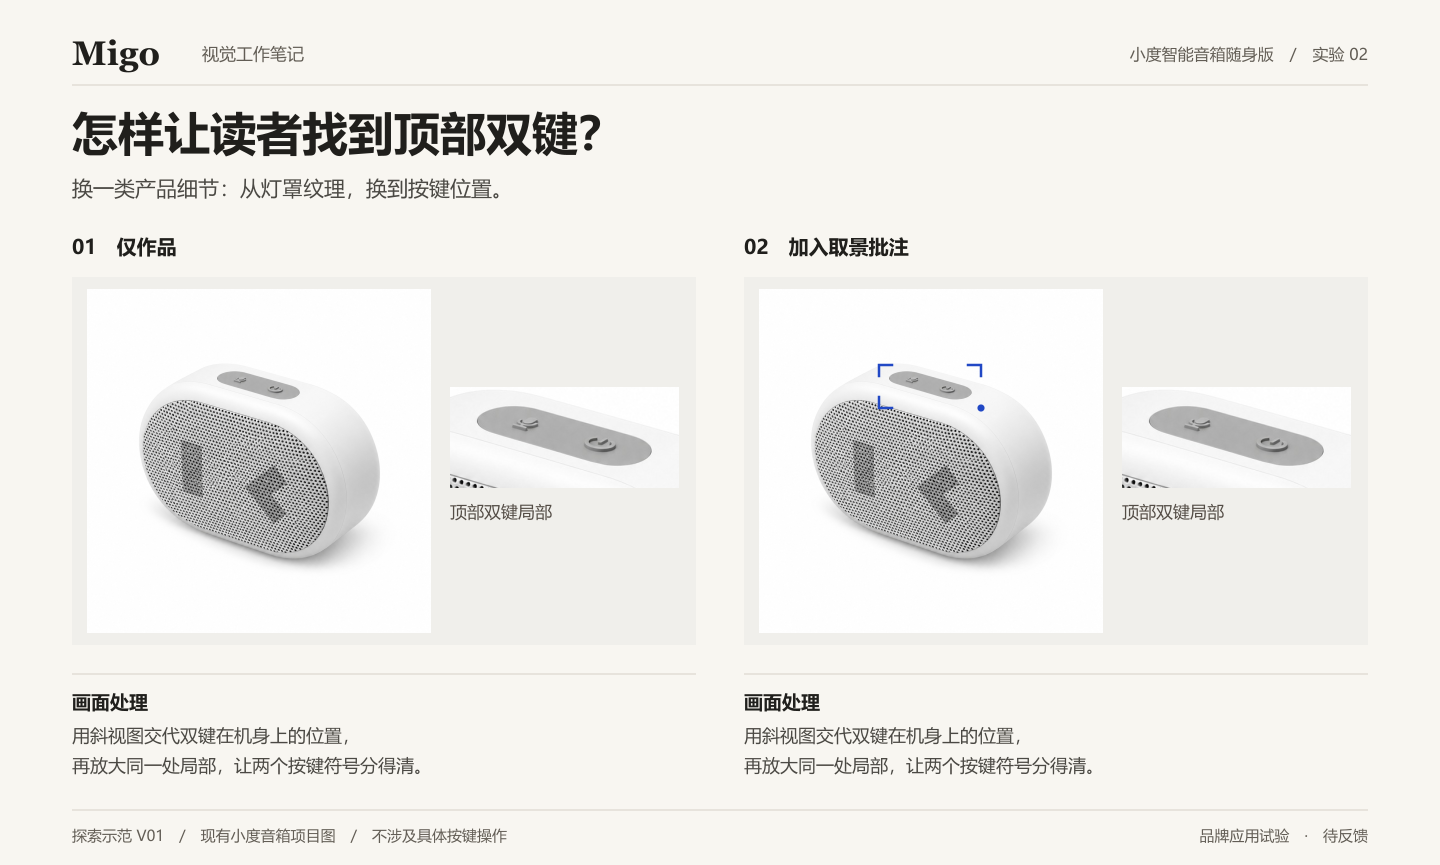 Migo
视觉工作笔记
小度智能音箱随身版 / 实验 02
怎样让读者找到顶部双键？
换一类产品细节：从灯罩纹理，换到按键位置。
01 仅作品
顶部双键局部
画面处理
用斜视图交代双键在机身上的位置，
再放大同一处局部，让两个按键符号分得清。
02 加入取景批注
顶部双键局部
画面处理
用斜视图交代双键在机身上的位置，
再放大同一处局部，让两个按键符号分得清。
探索示范 V01 / 现有小度音箱项目图 / 不涉及具体按键操作
品牌应用试验 · 待反馈